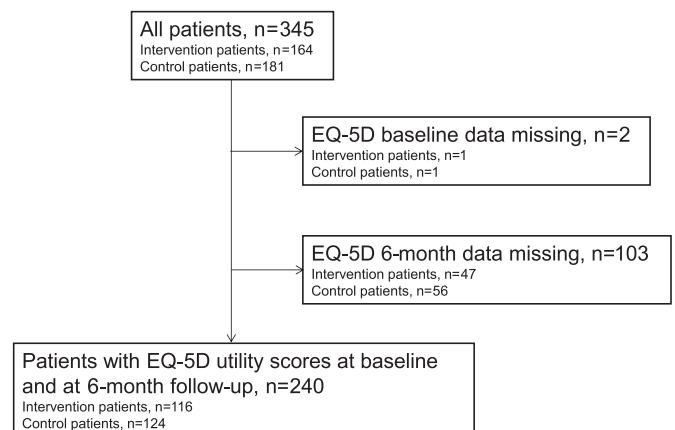 All patients, n=345
Intervention patients, n=164
Control patients, n=181
EQ-5D baseline data missing, n=2
Intervention patients, n=1
Control patients, n=1
EQ-5D 6-month data missing, n=103
Intervention patients, n=47
Control patients, n=56
Patients with EQ-5D utility scores at baseline
and at 6-month follow-up, n=240
Intervention patients, n=116
Control patients, n=124